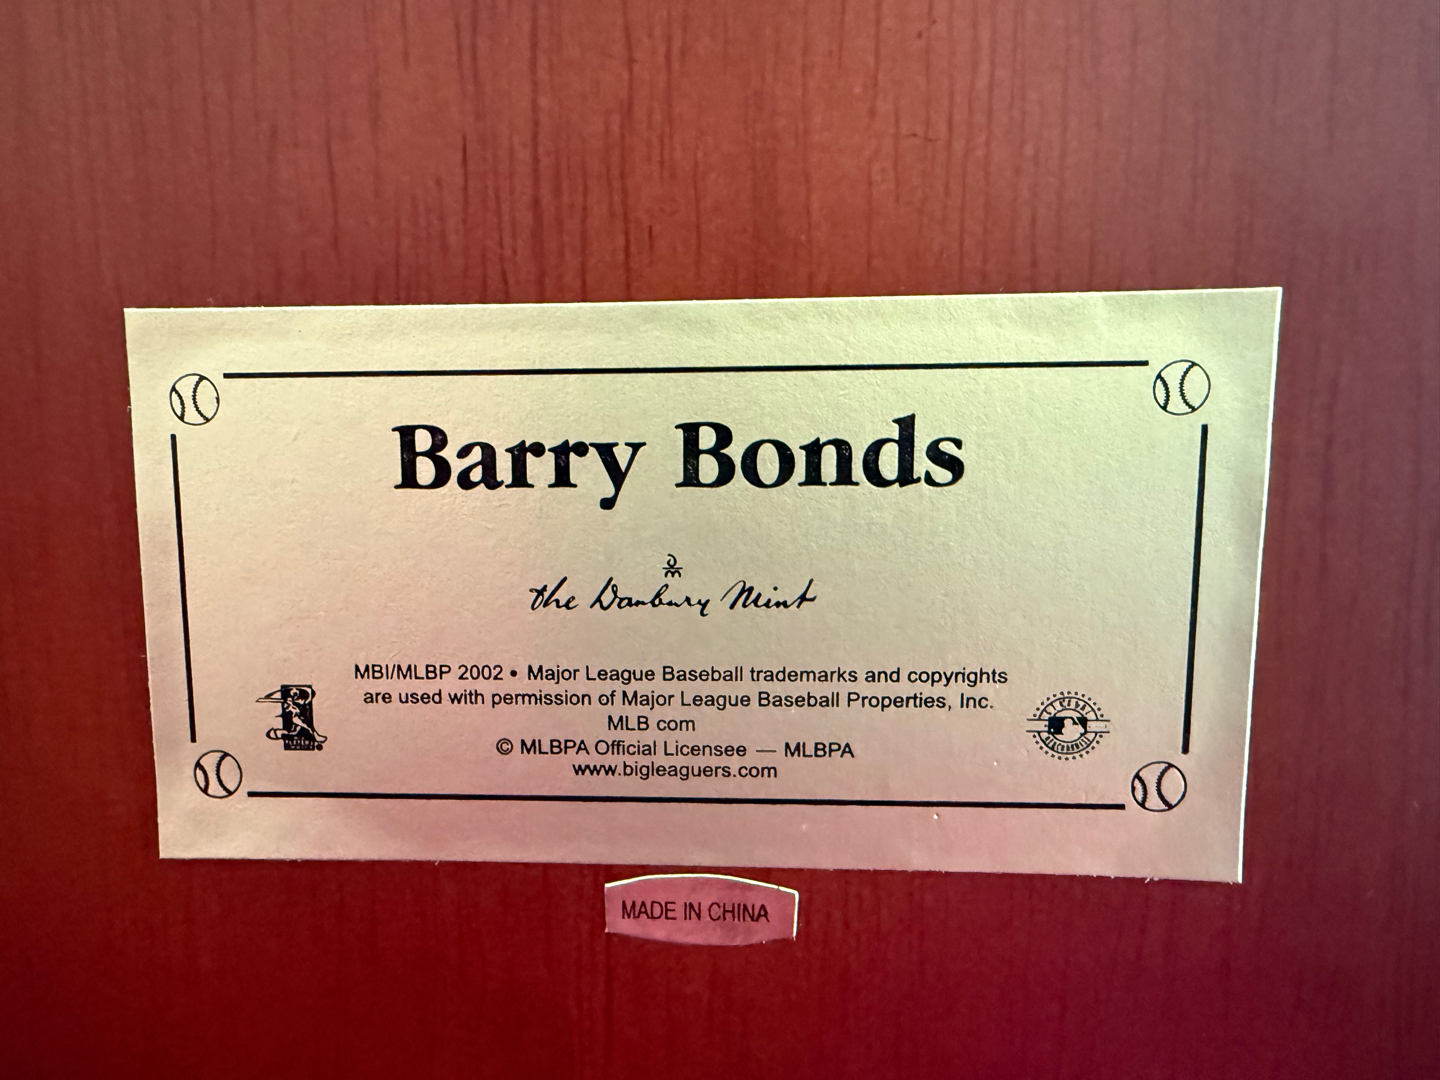 Barry Bonds
the Danbury Mint
MBI/MLBP 2002 • Major League Baseball trademarks and copyrights
are used with permission of Major League Baseball Properties, Inc.
MLB com
© MLBPA Official Licensee — MLBPA
www.bigleaguers.com
MADE IN CHINA